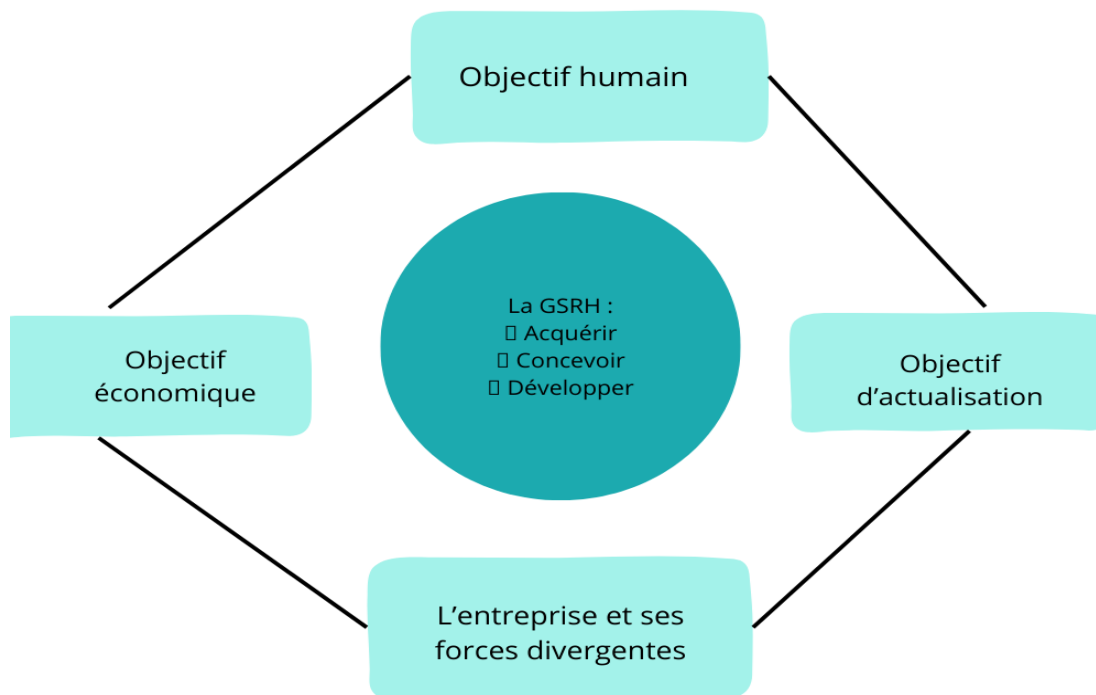 Objectif humain
La GSRH :
▯ Acquérir
▯ Concevoir
▯ Développer
Objectif
économique
Objectif
d’actualisation
L’entreprise et ses
forces divergentes